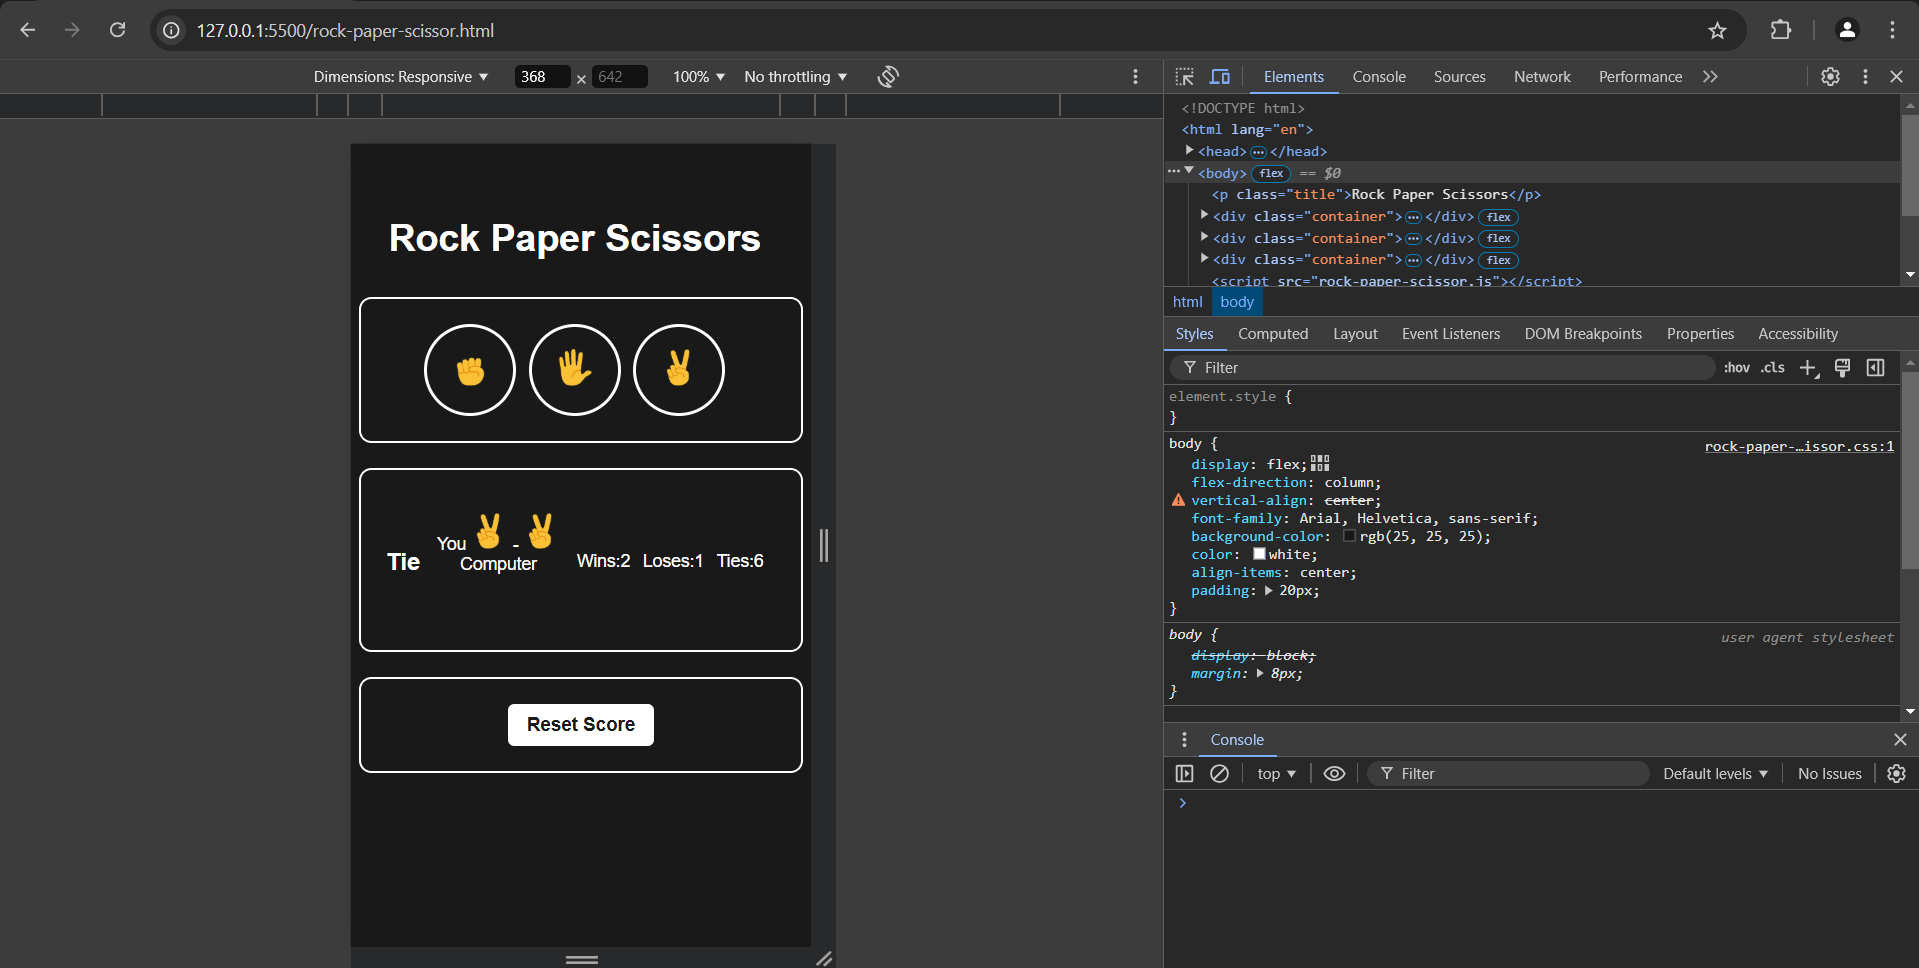 127.0.0.1:5500/rock-paper-scissor.html
Dimensions: Responsive 368 × 642 100% No throttling
Elements Console Sources Network Performance
<!DOCTYPE html>
<html lang="en">
<head> ··· </head>
··· <body> flex == $0
<p class="title">Rock Paper Scissors</p>
<div class="container"> ··· </div> flex
<div class="container"> ··· </div> flex
<div class="container"> ··· </div> flex
<script src="rock-paper-scissor.js"></script>
html body
Styles Computed Layout Event Listeners DOM Breakpoints Properties Accessibility
Filter :hov .cls
element.style {
}
body { rock-paper-…issor.css:1
display: flex;
flex-direction: column;
vertical-align: center;
font-family: Arial, Helvetica, sans-serif;
background-color: rgb(25, 25, 25);
color: white;
align-items: center;
padding: 20px;
}
body { user agent stylesheet
display: block;
margin: 8px;
}
Console
top Filter Default levels No Issues
Rock Paper Scissors
Tie
You -
Computer
Wins:2 Loses:1 Ties:6
Reset Score